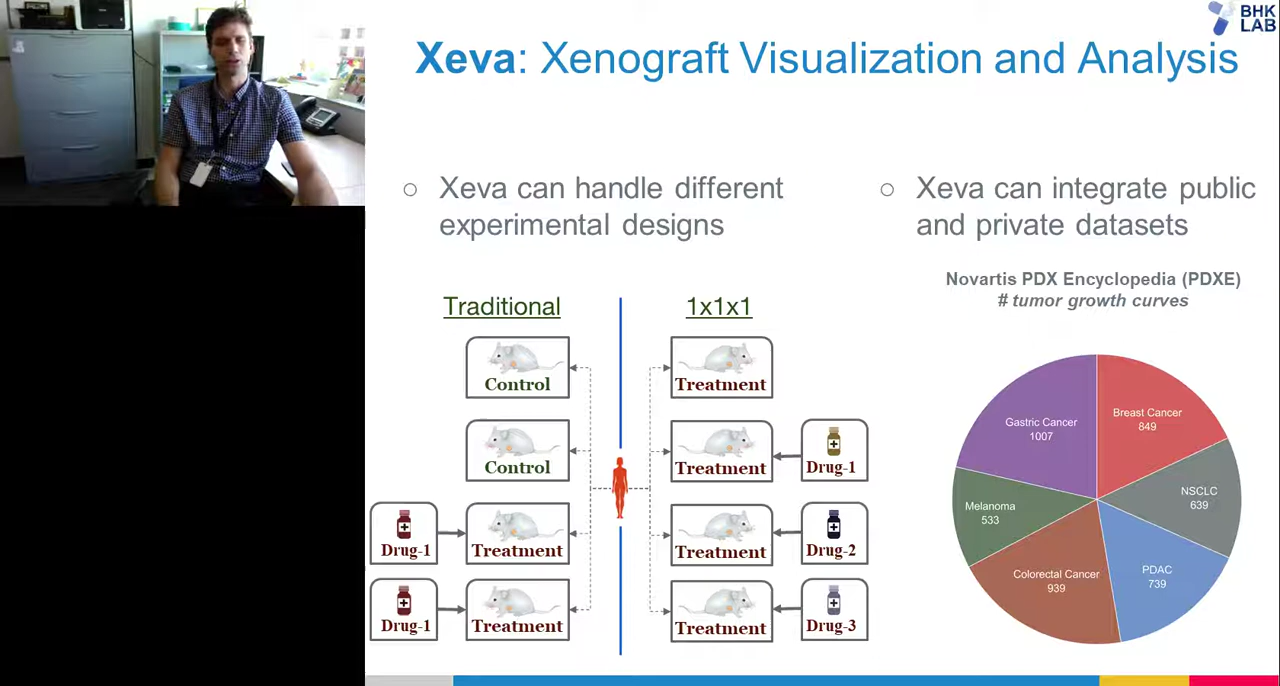 BHK
LAB
Xeva: Xenograft Visualization and Analysis
○ Xeva can handle different
experimental designs
○ Xeva can integrate public
and private datasets
Novartis PDX Encyclopedia (PDXE)
# tumor growth curves
Traditional
1x1x1
Control
Treatment
Control
Treatment
Drug-1
Drug-1
Treatment
Treatment
Drug-2
Drug-1
Treatment
Treatment
Drug-3
Gastric Cancer
1007
Breast Cancer
849
NSCLC
639
Melanoma
533
PDAC
739
Colorectal Cancer
939